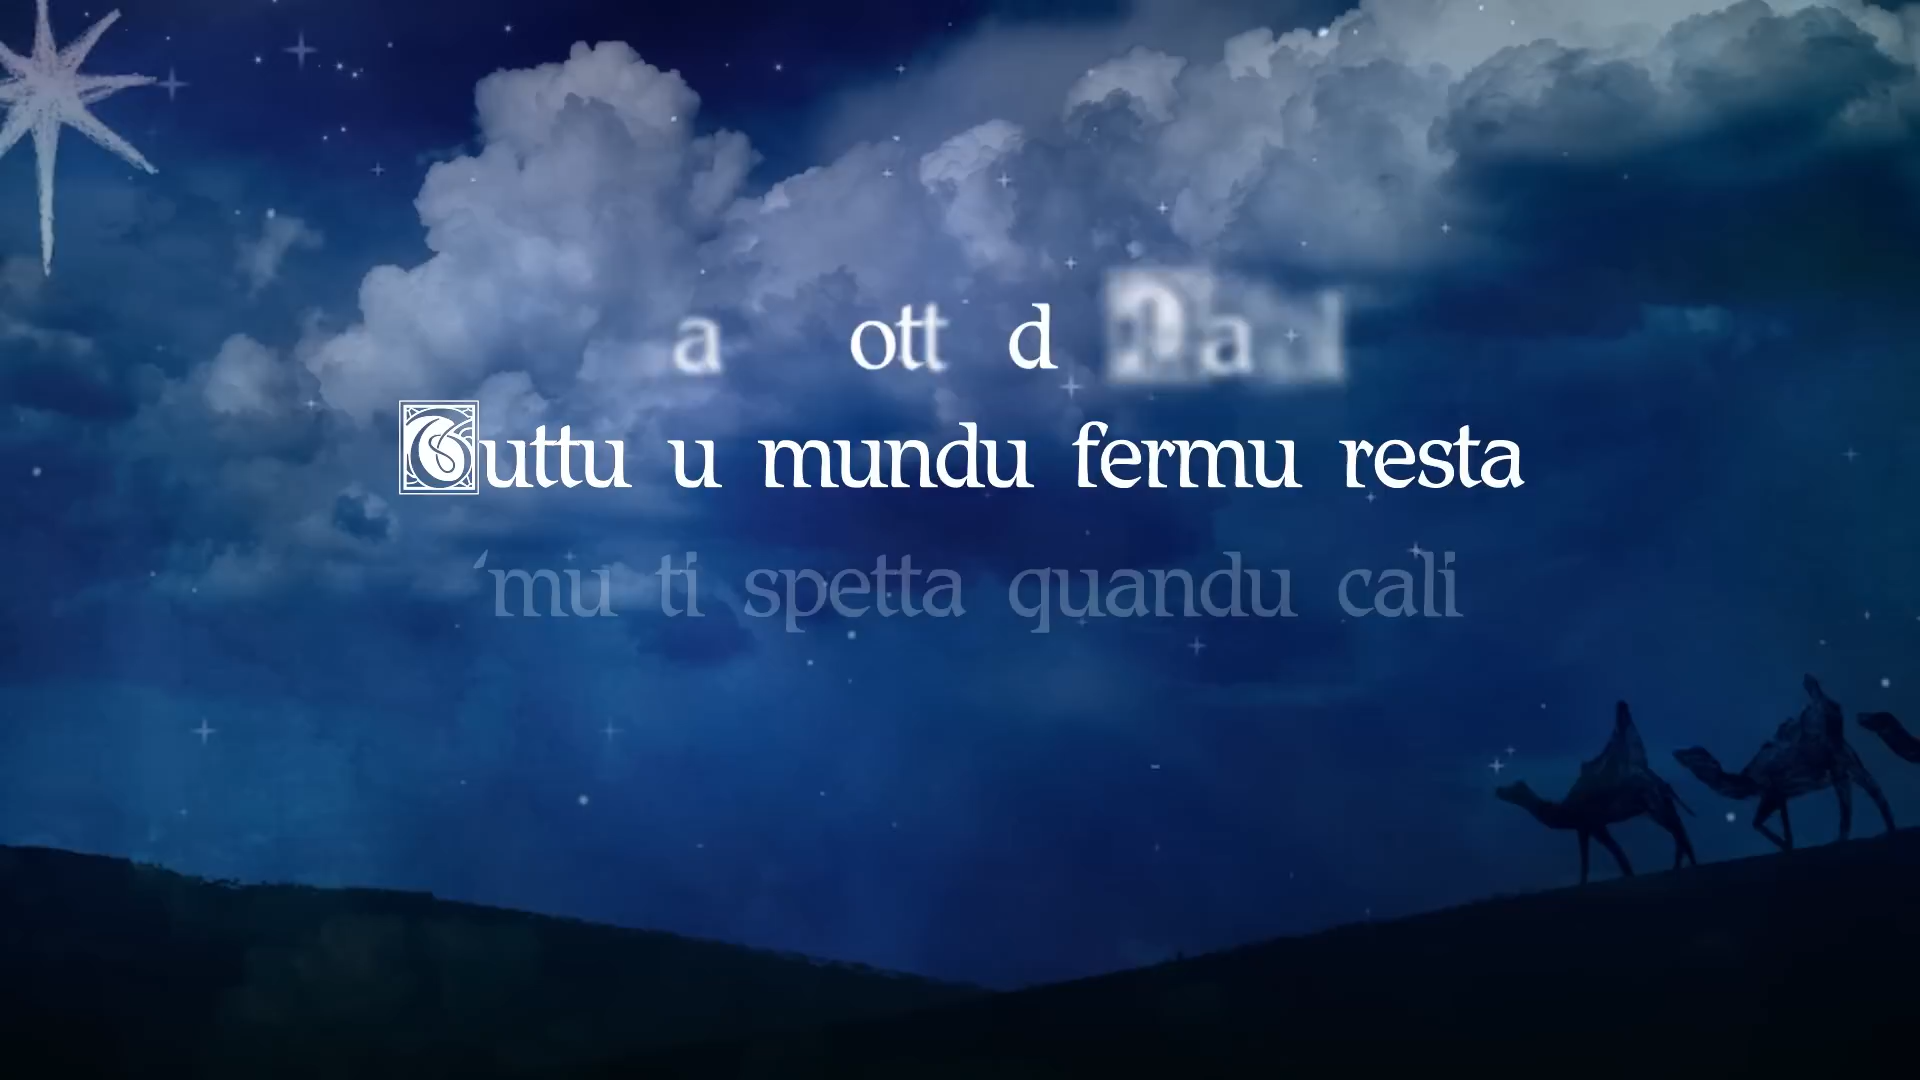 Tuttu u mundu fermu resta
‘mu ti spetta quandu cali